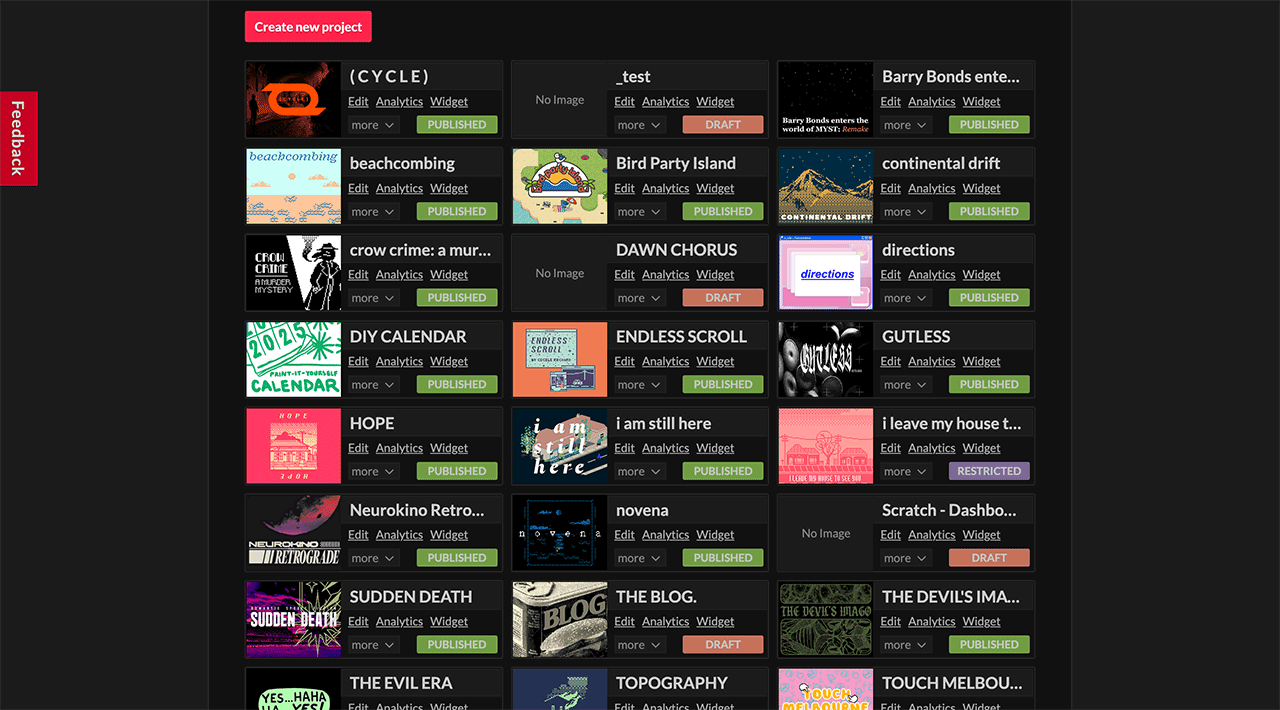 Create new project
Feedback
(CYCLE)
( C Y C L E )
Edit Analytics Widget
more PUBLISHED
No Image
_test
Edit Analytics Widget
more DRAFT
Barry Bonds enters the
world of MYST: Remake
Barry Bonds ente...
Edit Analytics Widget
more PUBLISHED
beachcombing
beachcombing
Edit Analytics Widget
more PUBLISHED
Bird Party Island
Bird Party Island
Edit Analytics Widget
more PUBLISHED
CONTINENTAL DRIFT
continental drift
Edit Analytics Widget
more PUBLISHED
CROW
CRIME
A MURDER
MYSTERY
crow crime: a mur...
Edit Analytics Widget
more PUBLISHED
No Image
DAWN CHORUS
Edit Analytics Widget
more DRAFT
directions
directions
Edit Analytics Widget
more PUBLISHED
2025
PRINT-IT-YOURSELF
CALENDAR
DIY CALENDAR
Edit Analytics Widget
more PUBLISHED
ENDLESS
SCROLL
ENDLESS SCROLL
Edit Analytics Widget
more PUBLISHED
GUTLESS
GUTLESS
Edit Analytics Widget
more PUBLISHED
HOPE
HOPE
HOPE
Edit Analytics Widget
more PUBLISHED
i am
still
here
i am still here
Edit Analytics Widget
more PUBLISHED
I LEAVE MY HOUSE TO SEE YOU
i leave my house t...
Edit Analytics Widget
more RESTRICTED
NEUROKINO
RETROGRADE
Neurokino Retro...
Edit Analytics Widget
more PUBLISHED
novena
novena
Edit Analytics Widget
more PUBLISHED
No Image
Scratch - Dashbo...
Edit Analytics Widget
more DRAFT
SUDDEN DEATH
SUDDEN DEATH
Edit Analytics Widget
more PUBLISHED
BLOG
THE BLOG.
Edit Analytics Widget
more DRAFT
THE DEVIL'S IMAGO
THE DEVIL'S IMA...
Edit Analytics Widget
more PUBLISHED
YES...HAHA
HA YES!
THE EVIL ERA
Edit Analytics Widget
TOPOGRAPHY
Edit Analytics Widget
TOUCH
MELBOURNE
TOUCH MELBOU...
Edit Analytics Widget